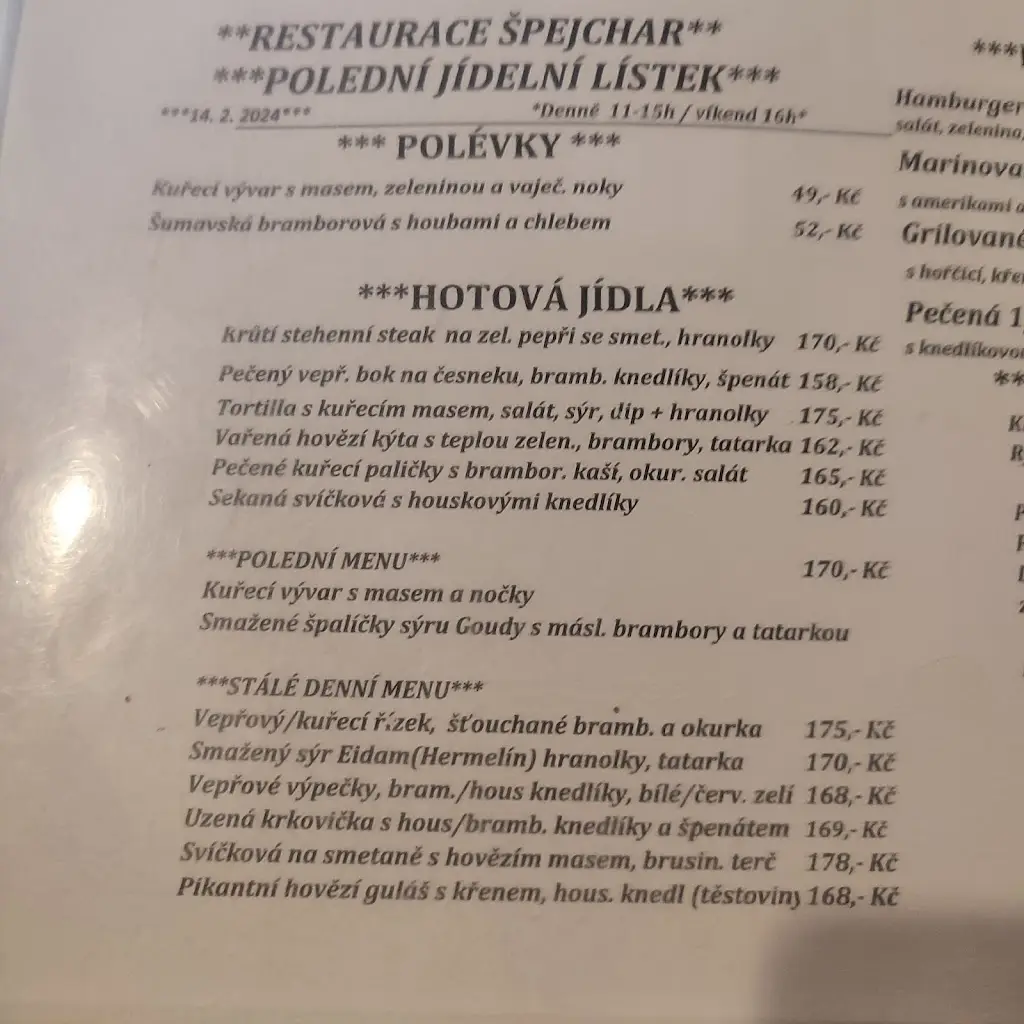 **RESTAURACE ŠPEJCHAR**
***POLEDNÍ JÍDELNÍ LÍSTEK***
***14. 2. 2024*** *Denně 11-15h / víkend 16h*
*** POLÉVKY ***
Kuřecí vývar s masem, zeleninou a vaječ. noky 49,- Kč
Šumavská bramborová s houbami a chlebem 52,- Kč
***HOTOVÁ JÍDLA***
Krůtí stehenní steak na zel. pepři se smet., hranolky 170,- Kč
Pečený vepř. bok na česneku, bramb. knedlíky, špenát 158,- Kč
Tortilla s kuřecím masem, salát, sýr, dip + hranolky 175,- Kč
Vařená hovězí kýta s teplou zelen., brambory, tatarka 162,- Kč
Pečené kuřecí paličky s brambor. kaší, okur. salát 165,- Kč
Sekaná svíčková s houskovými knedlíky 160,- Kč
***POLEDNÍ MENU*** 170,- Kč
Kuřecí vývar s masem a nočky
Smažené špalíčky sýru Goudy s másl. brambory a tatarkou
***STÁLÉ DENNÍ MENU***
Vepřový/kuřecí řízek, šťouchané bramb. a okurka 175,- Kč
Smažený sýr Eidam(Hermelín) hranolky, tatarka 170,- Kč
Vepřové výpečky, bram./hous knedlíky, bílé/červ. zelí 168,- Kč
Uzená krkovička s hous/bramb. knedlíky a špenátem 169,- Kč
Svíčková na smetaně s hovězím masem, brusin. terč 178,- Kč
Pikantní hovězí guláš s křenem, hous. knedl (těstoviny 168,- Kč
Hamburger
salát, zelenina,
Marinova
s amerikami
Grilované
s hořčicí,
Pečená 1